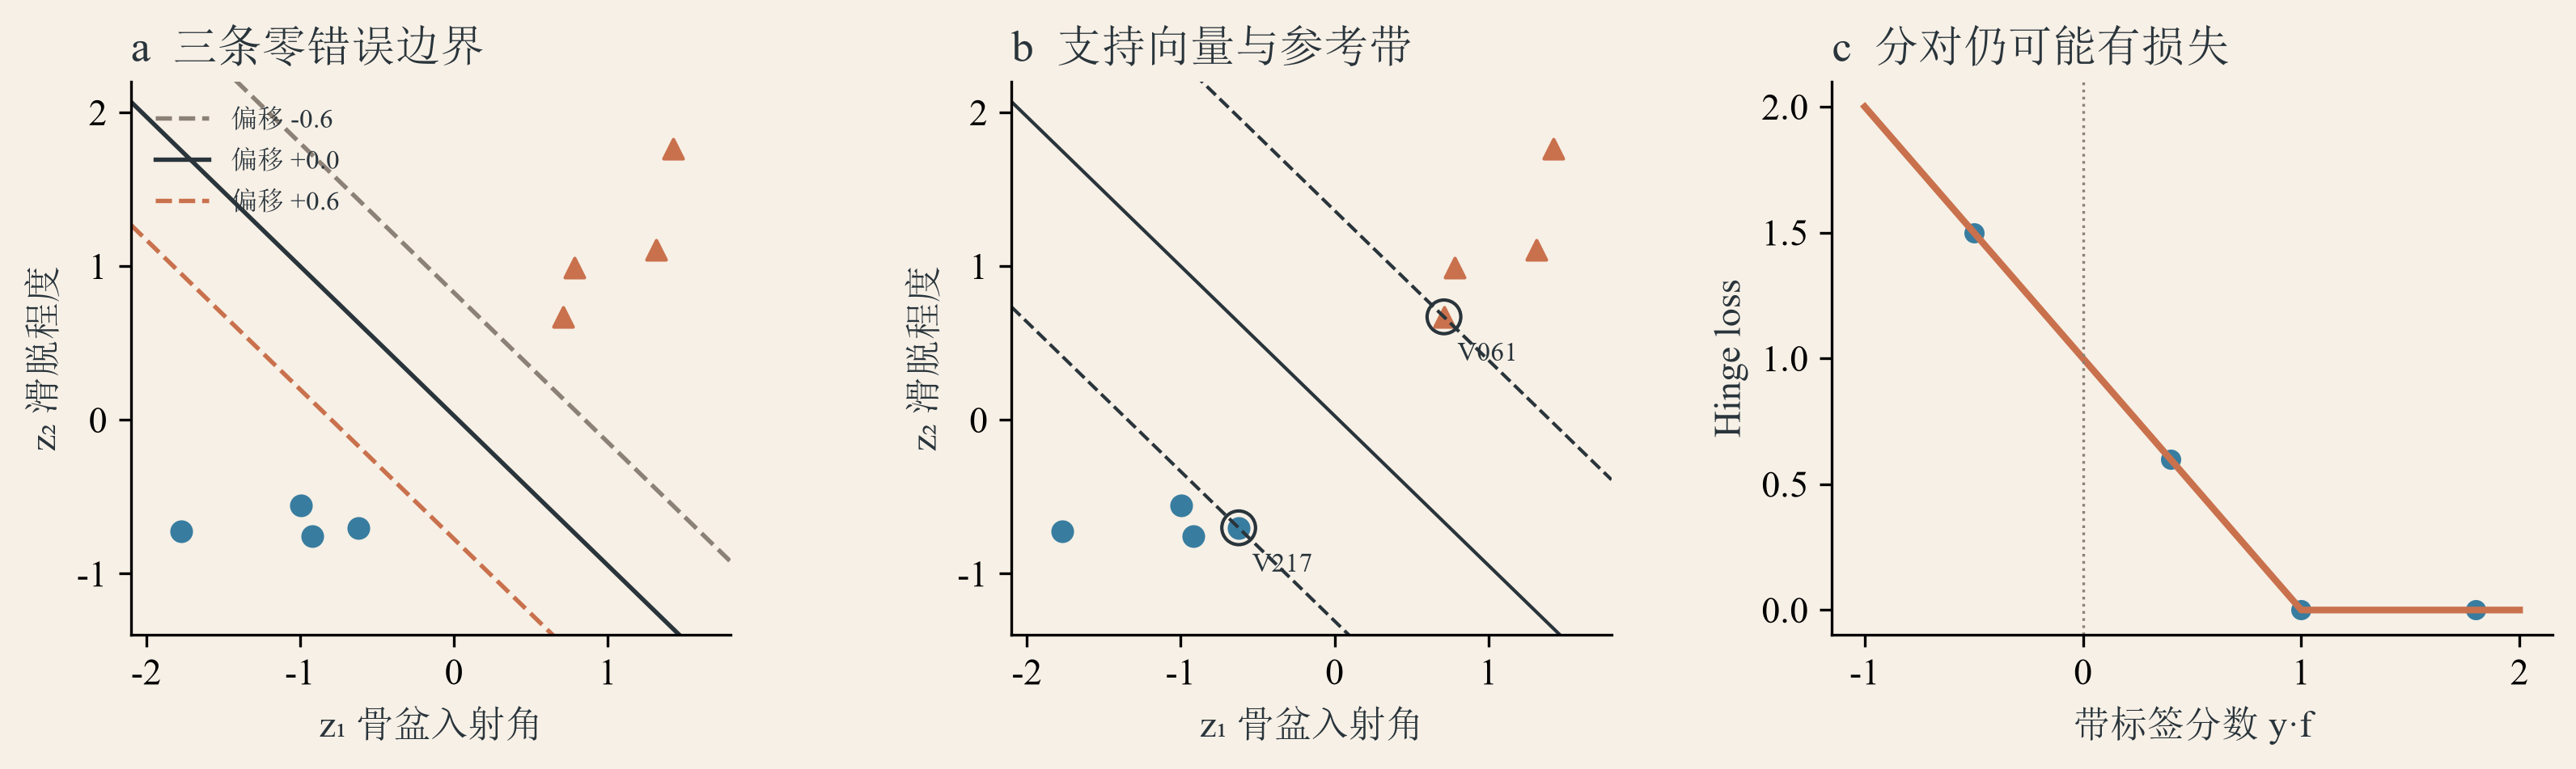 a 三条零错误边界
偏移 -0.6
偏移 +0.0
偏移 +0.6
2
1
0
-1
-2 -1 0 1
z₂ 滑脱程度
z₁ 骨盆入射角
b 支持向量与参考带
2
1
0
-1
-2 -1 0 1
V061
V217
z₂ 滑脱程度
z₁ 骨盆入射角
c 分对仍可能有损失
2.0
1.5
1.0
0.5
0.0
-1 0 1 2
Hinge loss
带标签分数 y·f